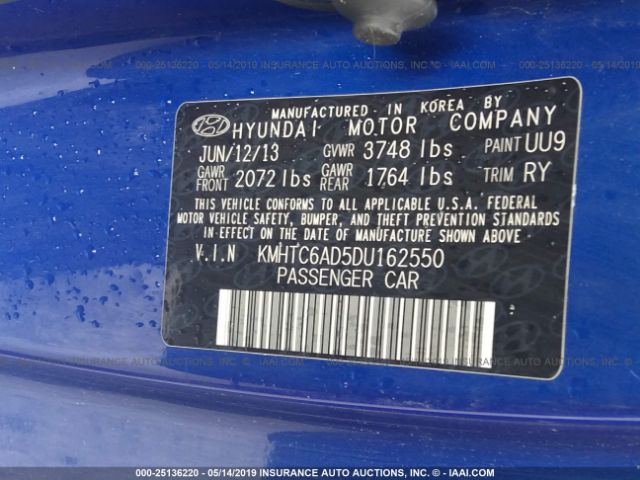 000-25136220 - 05/14/2019 INSURANCE AUTO AUCTIONS, INC. - IAAI.COM
MANUFACTURED IN KOREA BY
HYUNDAI MOTOR COMPANY
JUN/12/13 GVWR 3748 lbs PAINT UU9
GAWR FRONT 2072 lbs GAWR REAR 1764 lbs TRIM RY
THIS VEHICLE CONFORMS TO ALL APPLICABLE U.S.A. FEDERAL
MOTOR VEHICLE SAFETY, BUMPER, AND THEFT PREVENTION STANDARDS
IN EFFECT ON THE DATE OF MANUFACTURE SHOWN ABOVE.
V.I.N KMHTC6AD5DU162550
PASSENGER CAR
000-25136220 - 05/14/2019 INSURANCE AUTO AUCTIONS, INC. - IAAI.COM